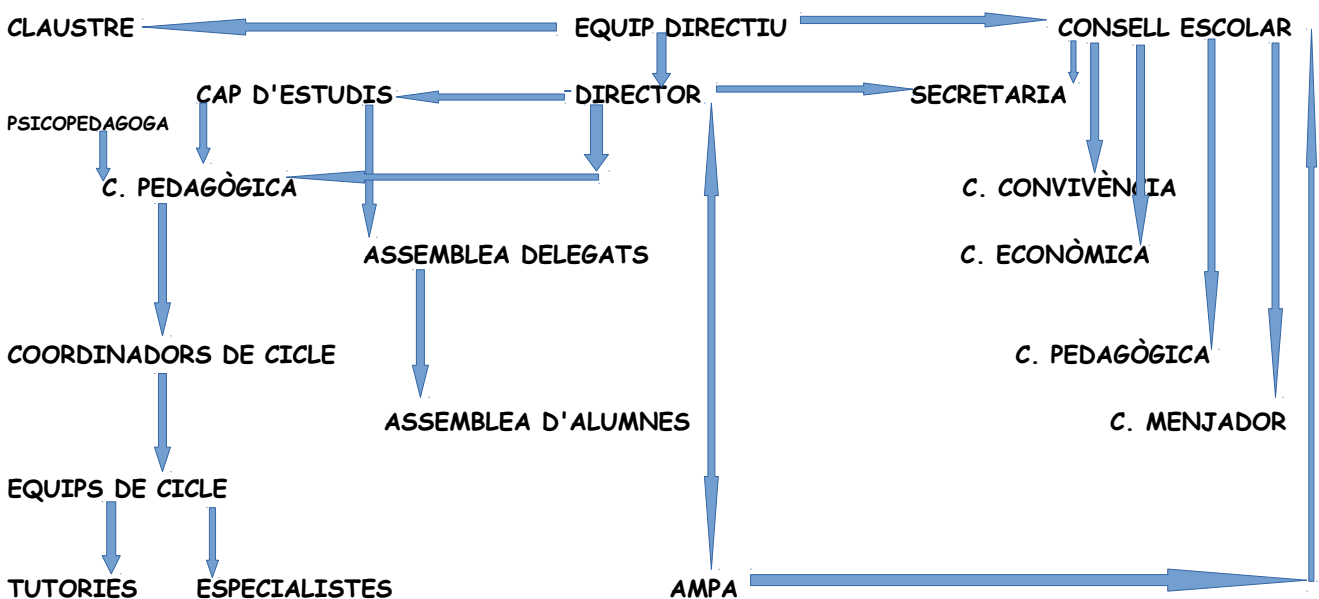 CLAUSTRE
EQUIP DIRECTIU
CONSELL ESCOLAR
CAP D'ESTUDIS
DIRECTOR
SECRETARIA
PSICOPEDAGOGA
C. PEDAGÒGICA
C. CONVIVÈNCIA
ASSEMBLEA DELEGATS
C. ECONÒMICA
COORDINADORS DE CICLE
C. PEDAGÒGICA
ASSEMBLEA D'ALUMNES
C. MENJADOR
EQUIPS DE CICLE
TUTORIES
ESPECIALISTES
AMPA